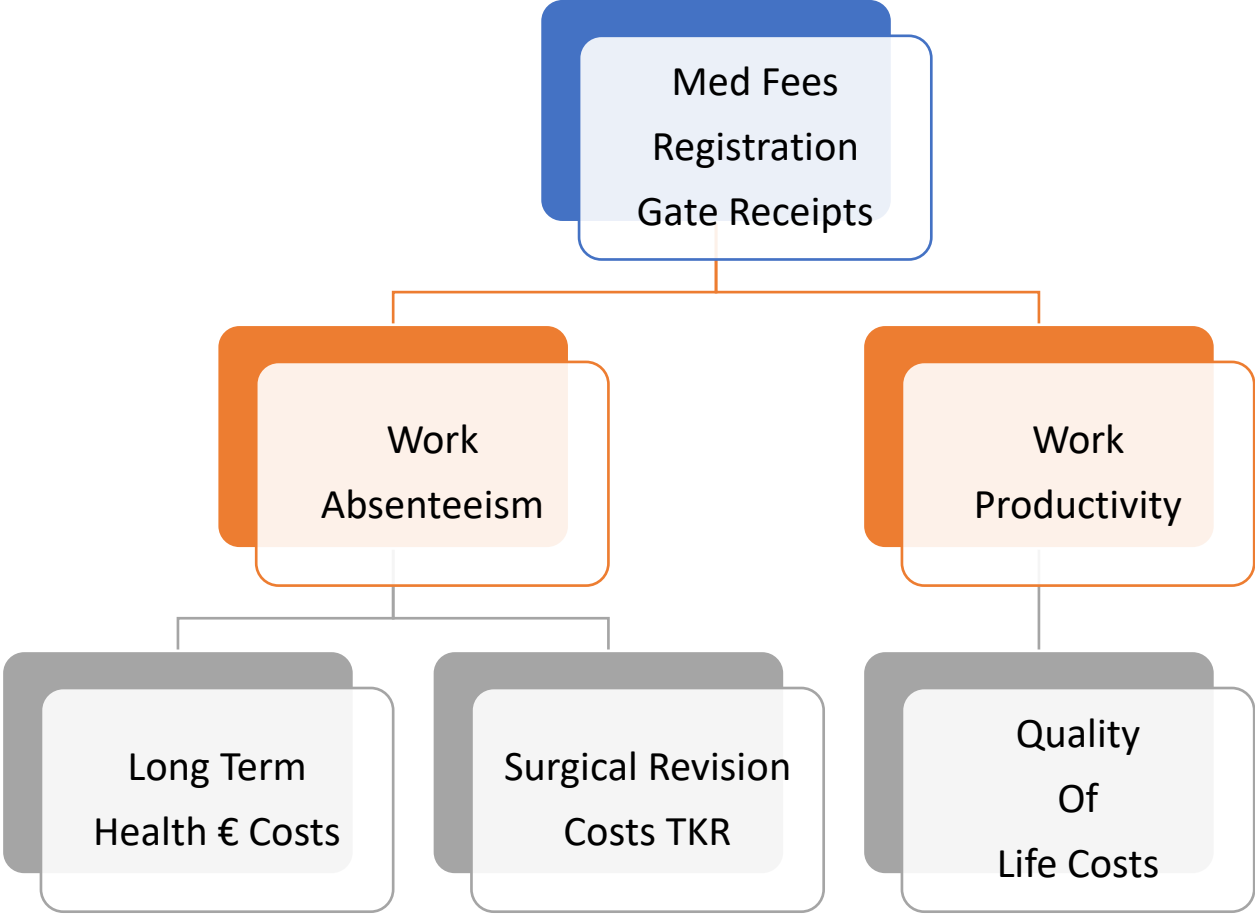 Med Fees
Registration
Gate Receipts
Work
Absenteeism
Work
Productivity
Long Term
Health € Costs
Surgical Revision
Costs TKR
Quality
Of
Life Costs